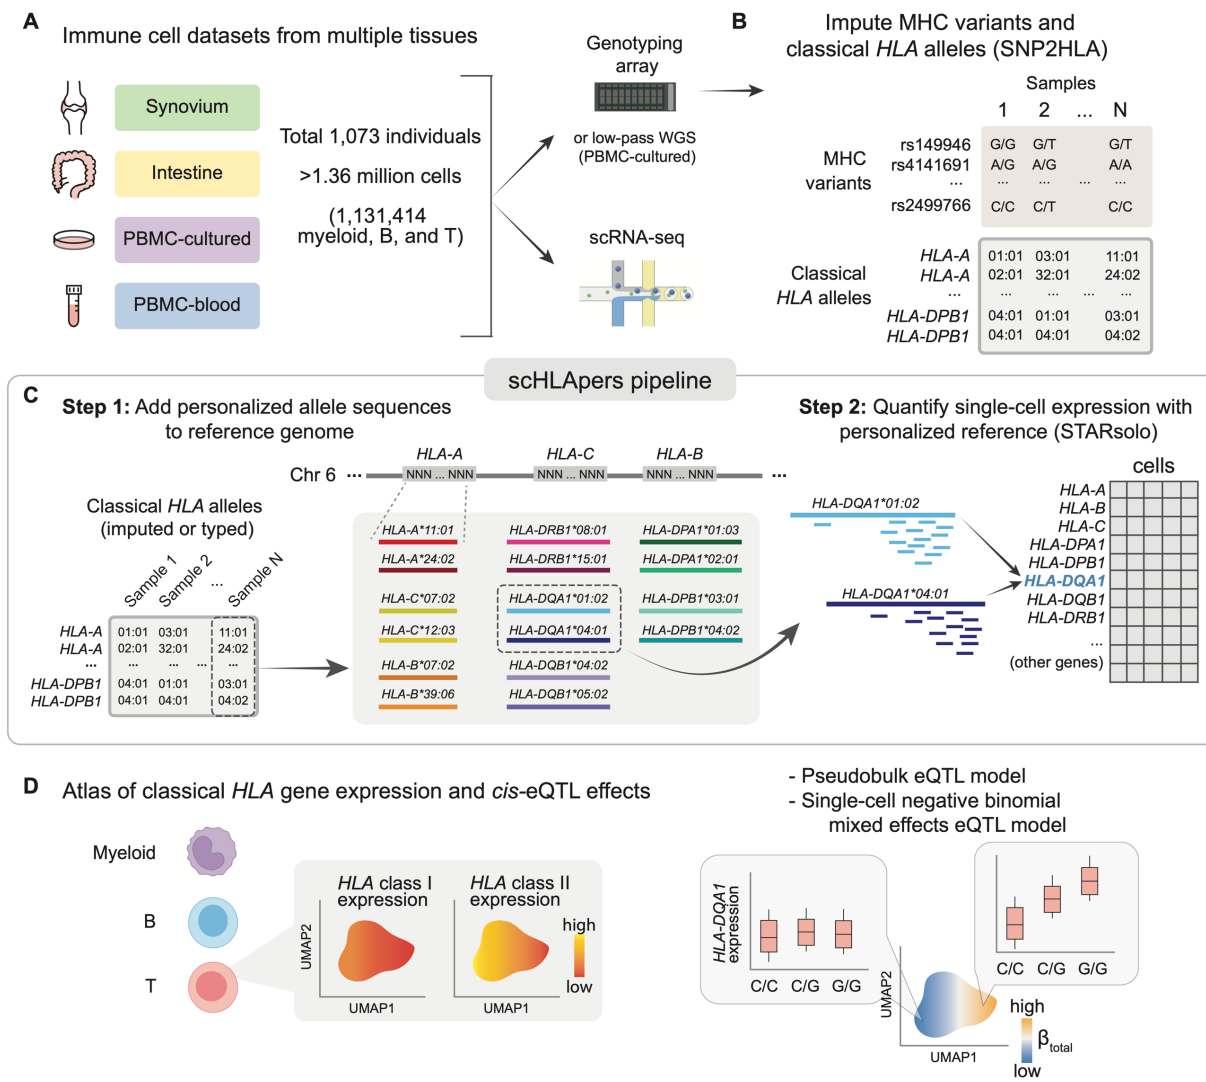 A
Immune cell datasets from multiple tissues
Synovium
Intestine
PBMC-cultured
PBMC-blood
Total 1,073 individuals
>1.36 million cells
(1,131,414
myeloid, B, and T)
Genotyping
array
or low-pass WGS
(PBMC-cultured)
scRNA-seq
B
Impute MHC variants and
classical HLA alleles (SNP2HLA)
Samples
1 2 ... N
MHC
variants
rs149946 G/G G/T G/T
rs4141691 A/G A/G A/A
... ... ... ... ...
rs2499766 C/C C/T C/C
Classical
HLA alleles
HLA-A 01:01 03:01 11:01
HLA-A 02:01 32:01 24:02
... ... ... ... ...
HLA-DPB1 04:01 01:01 03:01
HLA-DPB1 04:01 04:01 04:02
scHLApers pipeline
C
Step 1: Add personalized allele sequences
to reference genome
Classical HLA alleles
(imputed or typed)
Sample 1 Sample 2 ... Sample N
HLA-A 01:01 03:01 11:01
HLA-A 02:01 32:01 24:02
... ... ... ... ...
HLA-DPB1 04:01 01:01 03:01
HLA-DPB1 04:01 04:01 04:02
HLA-A HLA-C HLA-B
Chr 6 ... NNN ... NNN NNN ... NNN NNN ... NNN ...
HLA-A*11:01 HLA-DRB1*08:01 HLA-DPA1*01:03
HLA-A*24:02 HLA-DRB1*15:01 HLA-DPA1*02:01
HLA-C*07:02 HLA-DQA1*01:02 HLA-DPB1*03:01
HLA-C*12:03 HLA-DQA1*04:01 HLA-DPB1*04:02
HLA-B*07:02 HLA-DQB1*04:02
HLA-B*39:06 HLA-DQB1*05:02
Step 2: Quantify single-cell expression with
personalized reference (STARsolo)
HLA-DQA1*01:02
HLA-DQA1*04:01
cells
HLA-A
HLA-B
HLA-C
HLA-DPA1
HLA-DPB1
HLA-DQA1
HLA-DQB1
HLA-DRB1
...
(other genes)
D
Atlas of classical HLA gene expression and cis-eQTL effects
Myeloid
B
T
HLA class I
expression
UMAP2
UMAP1
HLA class II
expression
UMAP1
high
low
- Pseudobulk eQTL model
- Single-cell negative binomial
mixed effects eQTL model
HLA-DQA1
expression
C/C C/G G/G
C/C C/G G/G
UMAP2
UMAP1
high
βtotal
low